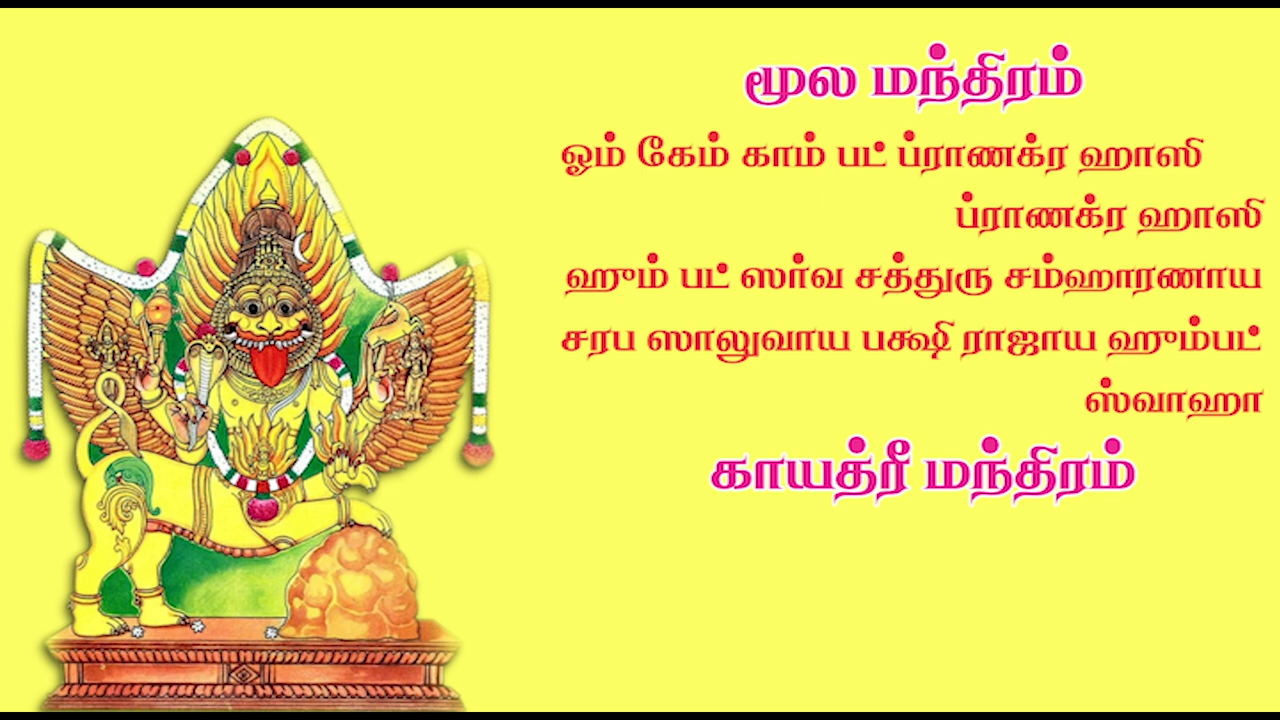 மூல மந்திரம்
ஓம் கேம் காம் பட் ப்ராணக்ர ஹாஸி
ப்ராணக்ர ஹாஸி
ஹும் பட் ஸர்வ சத்துரு சம்ஹாரணாய
சரப ஸாலுவாய பக்ஷி ராஜாய ஹும்பட்
ஸ்வாஹா
காயத்ரீ மந்திரம்